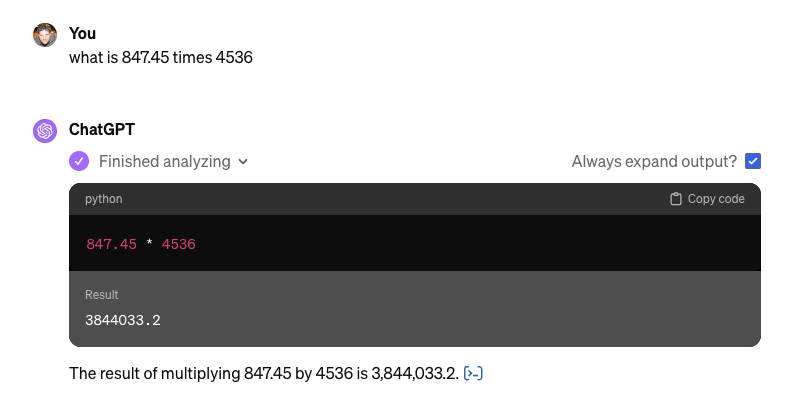 You
what is 847.45 times 4536
ChatGPT
Finished analyzing
Always expand output?
python
Copy code
847.45 * 4536
Result
3844033.2
The result of multiplying 847.45 by 4536 is 3,844,033.2. [>-]